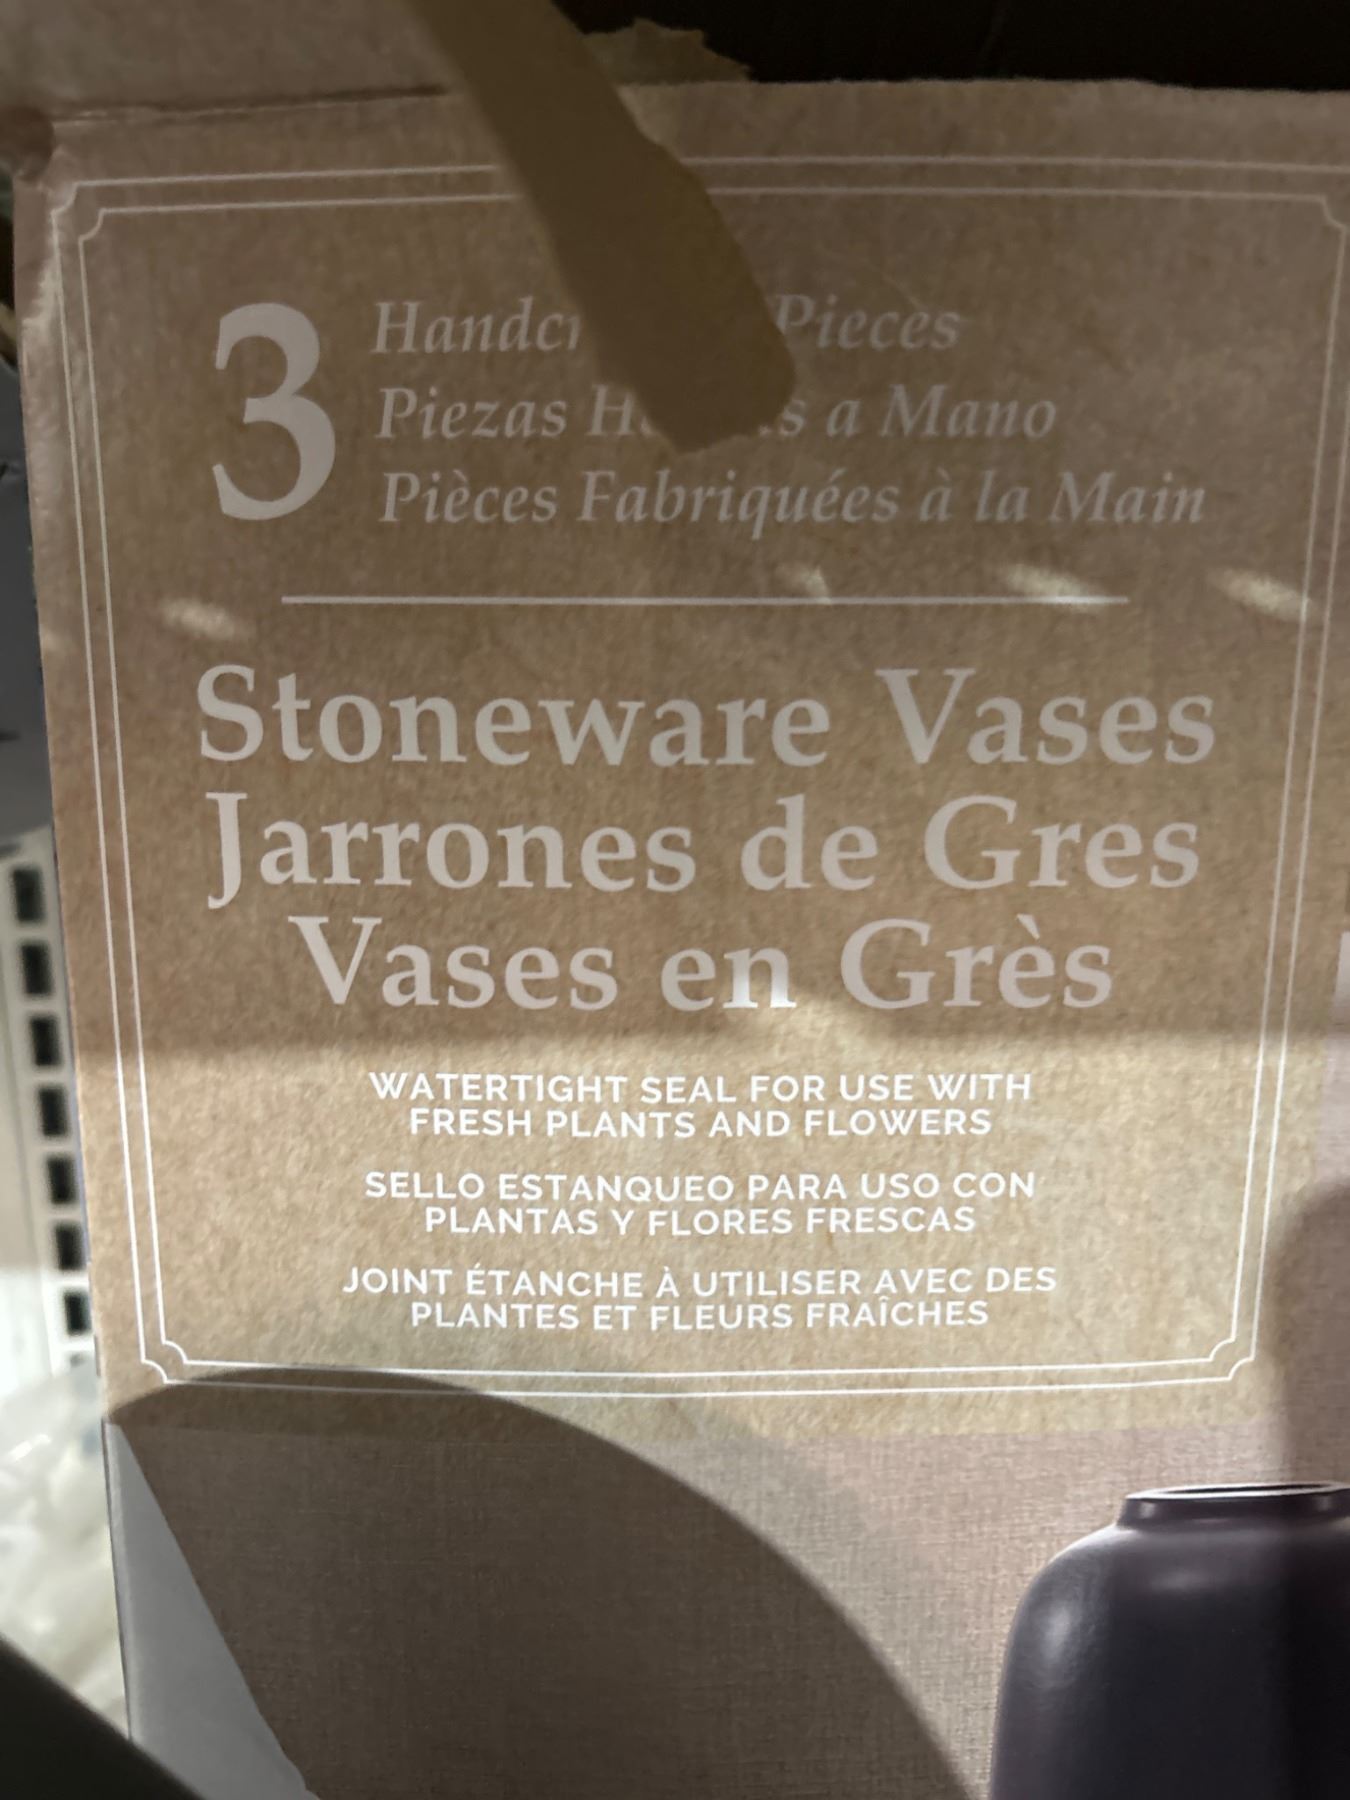 3
Pieces
Piezas a Mano
Pièces Fabriquées à la Main
Stoneware Vases
Jarrones de Gres
Vases en Grès
WATERTIGHT SEAL FOR USE WITH
FRESH PLANTS AND FLOWERS
SELLO ESTANQUEO PARA USO CON
PLANTAS Y FLORES FRESCAS
JOINT ÉTANCHE À UTILISER AVEC DES
PLANTES ET FLEURS FRAÎCHES